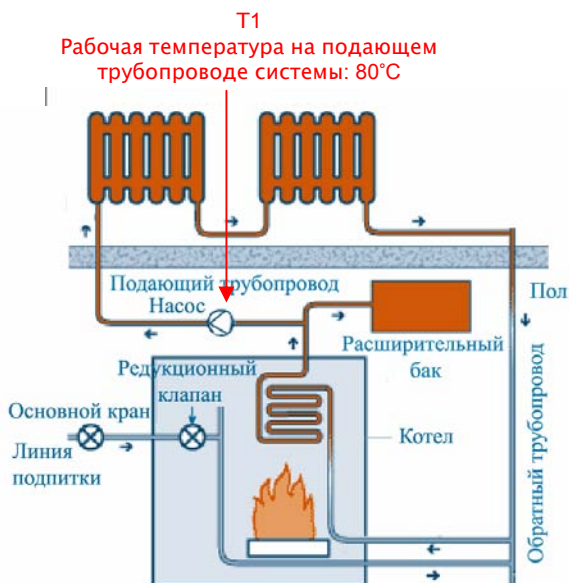 T1
Рабочая температура на подающем
трубопроводе системы: 80°C
Подающий трубопровод
Насос
Пол
Расширительный
бак
Редукционный
клапан
Основной кран
Линия
подпитки
Котел
Обратный трубопровод